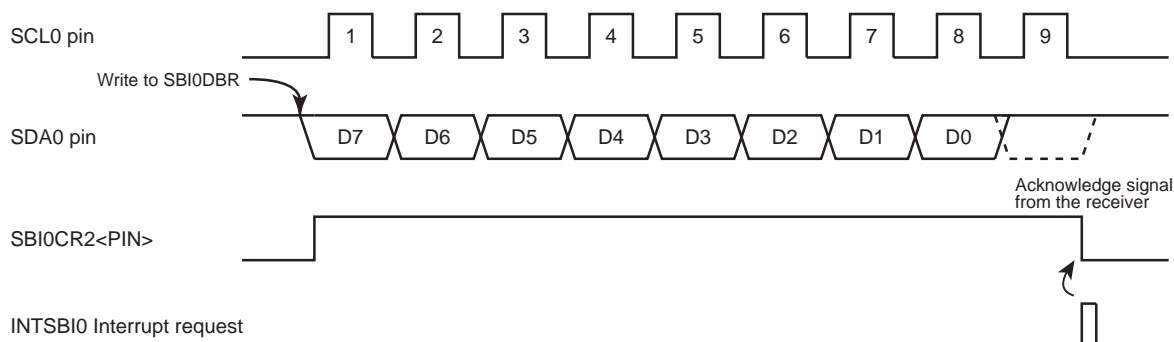 SCL0 pin
1 2 3 4 5 6 7 8 9
Write to SBI0DBR
SDA0 pin
D7 D6 D5 D4 D3 D2 D1 D0
Acknowledge signal
from the receiver
SBI0CR2<PIN>
INTSBI0 Interrupt request